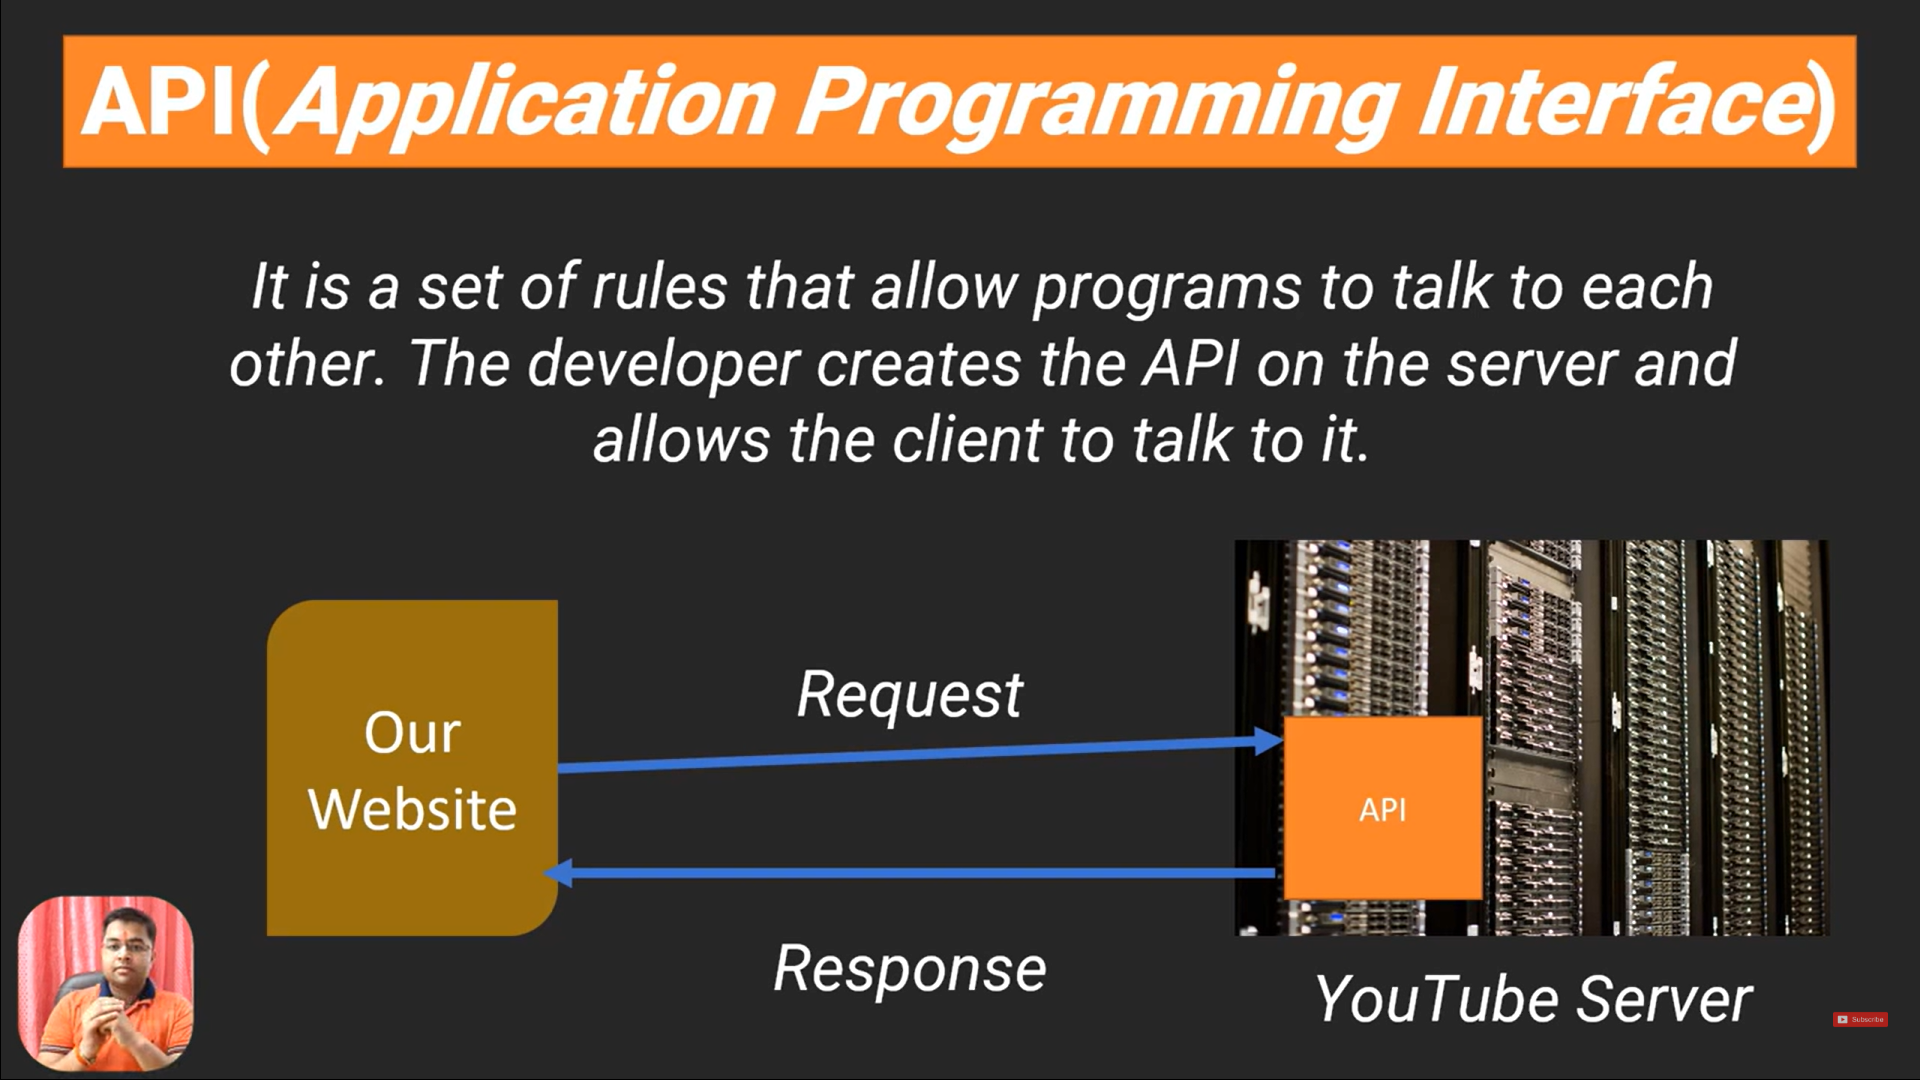 API(Application Programming Interface)
It is a set of rules that allow programs to talk to each
other. The developer creates the API on the server and
allows the client to talk to it.
Our
Website
Request
API
Response
YouTube Server
Subscribe